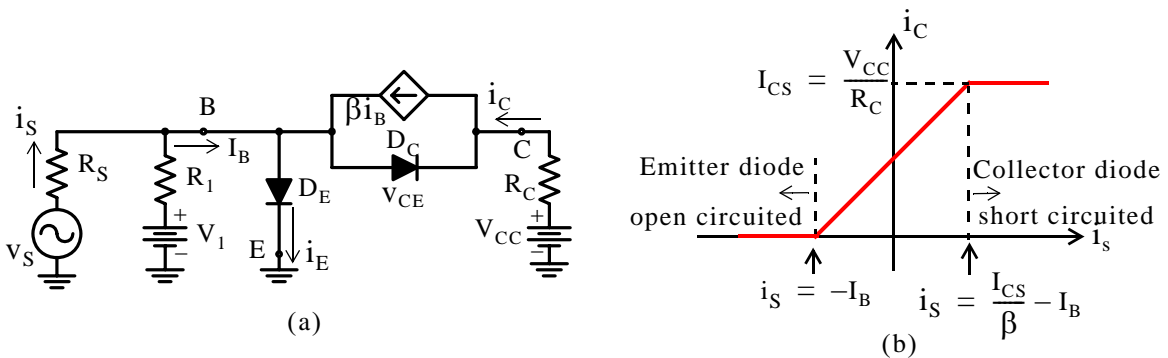 i_S
R_S
v_S
B
I_B
R_1
+
V_1
−
βi_B
D_C
v_CE
D_E
E
i_E
i_C
C
R_C
+
V_CC
−
(a)
i_C
I_CS = V_CC / R_C
Emitter diode
open circuited
Collector diode
short circuited
i_s
i_S = −I_B
i_S = I_CS / β − I_B
(b)